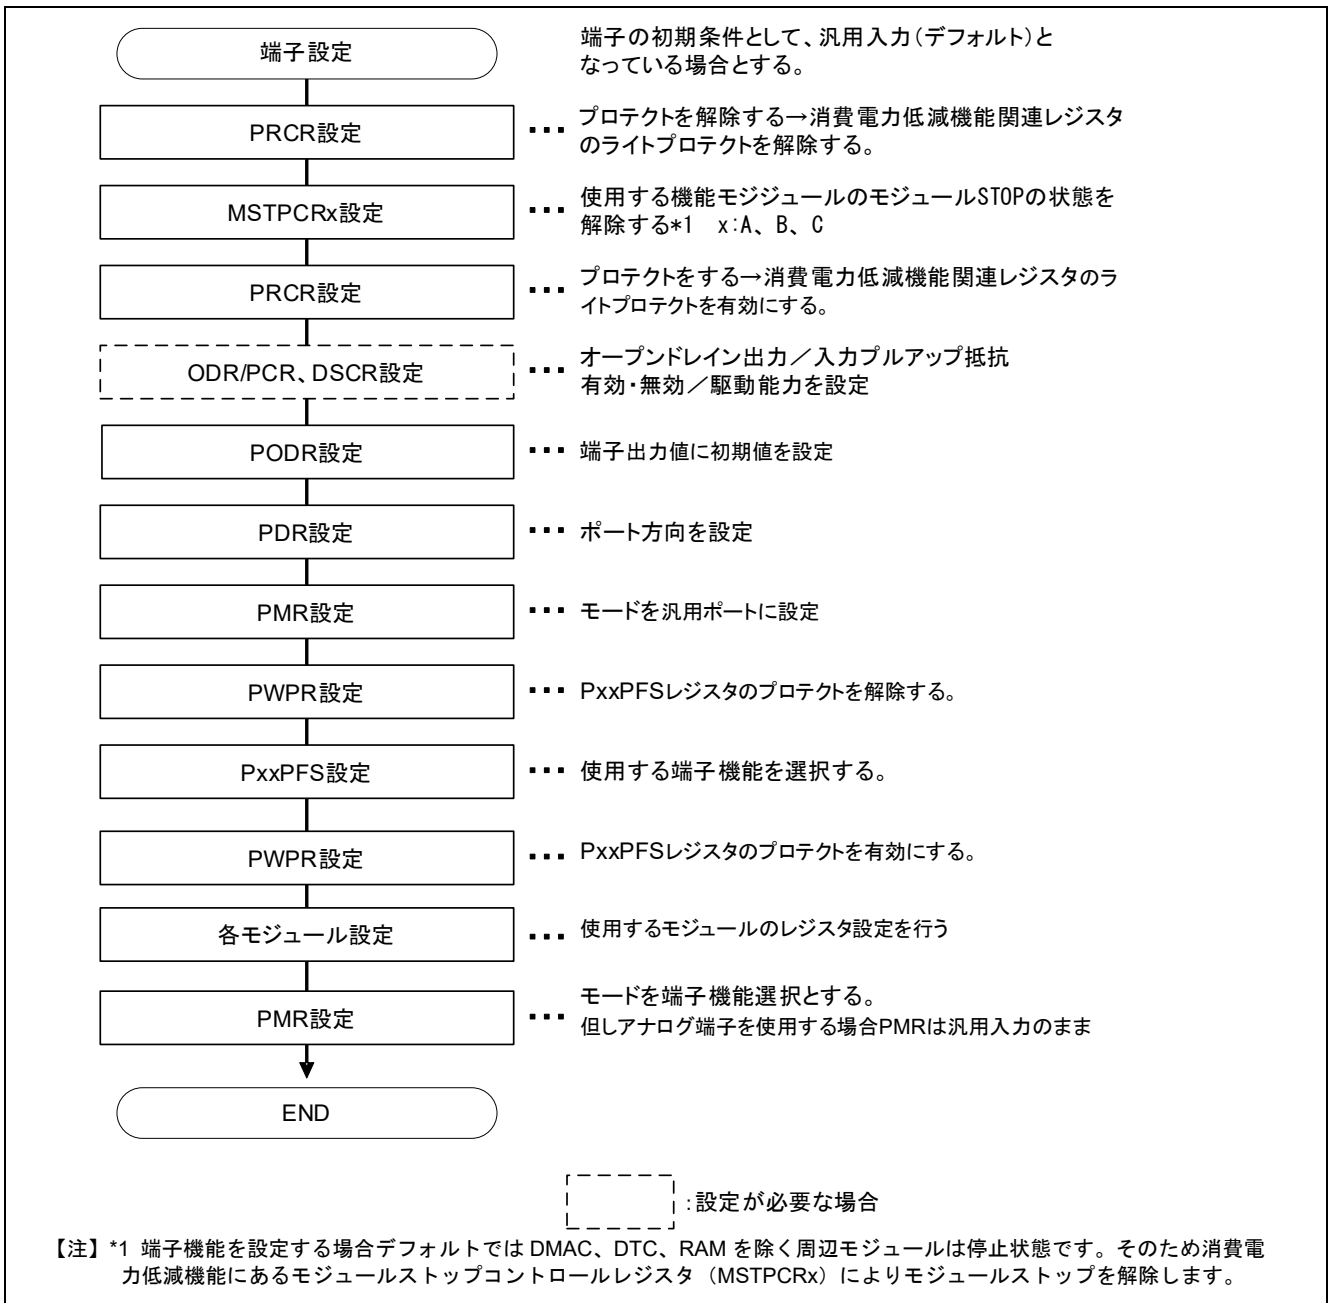 端子設定
端子の初期条件として、汎用入力（デフォルト）と
なっている場合とする。
PRCR設定
プロテクトを解除する→消費電力低減機能関連レジスタ
のライトプロテクトを解除する。
MSTPCRx設定
使用する機能モジジュールのモジュールSTOPの状態を
解除する*1　x:A、B、C
PRCR設定
プロテクトをする→消費電力低減機能関連レジスタのラ
イトプロテクトを有効にする。
ODR/PCR、DSCR設定
オープンドレイン出力／入力プルアップ抵抗
有効・無効／駆動能力を設定
PODR設定
端子出力値に初期値を設定
PDR設定
ポート方向を設定
PMR設定
モードを汎用ポートに設定
PWPR設定
PxxPFSレジスタのプロテクトを解除する。
PxxPFS設定
使用する端子機能を選択する。
PWPR設定
PxxPFSレジスタのプロテクトを有効にする。
各モジュール設定
使用するモジュールのレジスタ設定を行う
PMR設定
モードを端子機能選択とする。
但しアナログ端子を使用する場合PMRは汎用入力のまま
END
:設定が必要な場合
【注】*1 端子機能を設定する場合デフォルトでは DMAC、DTC、RAM を除く周辺モジュールは停止状態です。そのため消費電
力低減機能にあるモジュールストップコントロールレジスタ（MSTPCRx）によりモジュールストップを解除します。